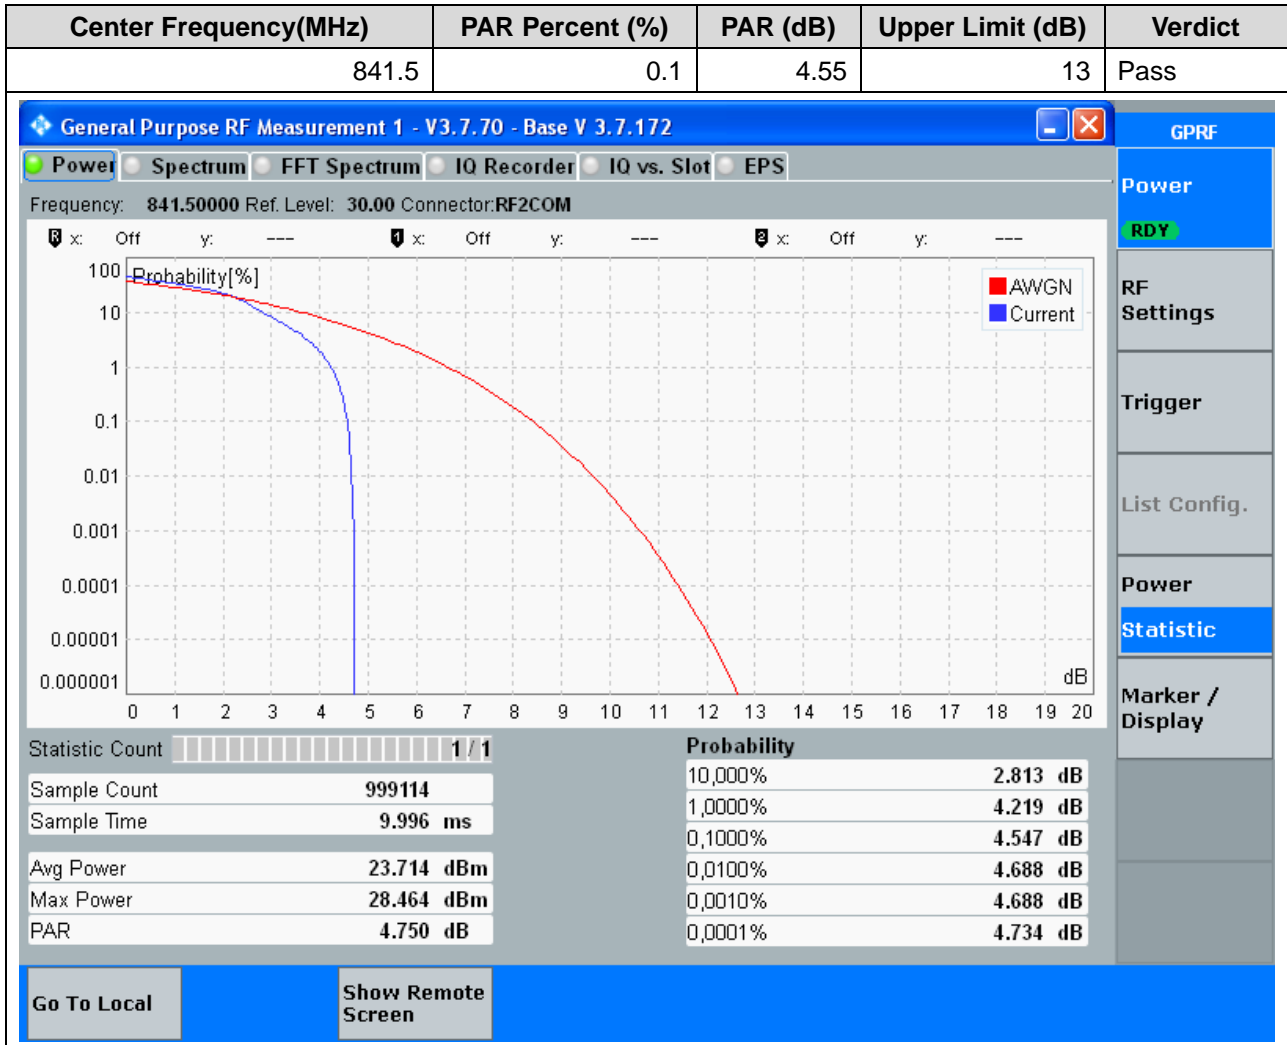 Center Frequency(MHz) PAR Percent (%) PAR (dB) Upper Limit (dB) Verdict
841.5 0.1 4.55 13 Pass
General Purpose RF Measurement 1 - V3.7.70 - Base V 3.7.172
GPRF
Power Spectrum FFT Spectrum IQ Recorder IQ vs. Slot EPS
Power
RDY
Frequency: 841.50000 Ref. Level: 30.00 Connector:RF2COM
R x: Off y: --- 1 x: Off y: --- 2 x: Off y: ---
100 Probability[%]
AWGN
Current
10
1
0.1
0.01
0.001
0.0001
0.00001
0.000001
dB
0 1 2 3 4 5 6 7 8 9 10 11 12 13 14 15 16 17 18 19 20
RF
Settings
Trigger
List Config.
Power
Statistic
Marker /
Display
Statistic Count 1 / 1
Sample Count 999114
Sample Time 9.996 ms
Avg Power 23.714 dBm
Max Power 28.464 dBm
PAR 4.750 dB
Probability
10,000% 2.813 dB
1,0000% 4.219 dB
0,1000% 4.547 dB
0,0100% 4.688 dB
0,0010% 4.688 dB
0,0001% 4.734 dB
Go To Local
Show Remote
Screen